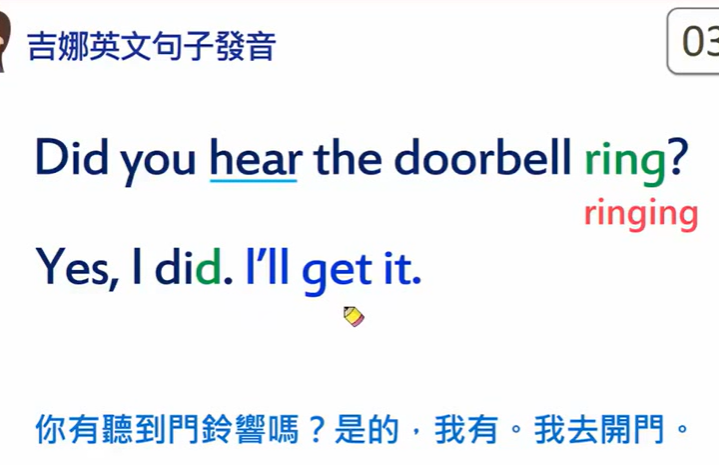 吉娜英文句子發音
03
Did you hear the doorbell ring?
ringing
Yes, I did. I'll get it.
你有聽到門鈴響嗎？是的，我有。我去開門。